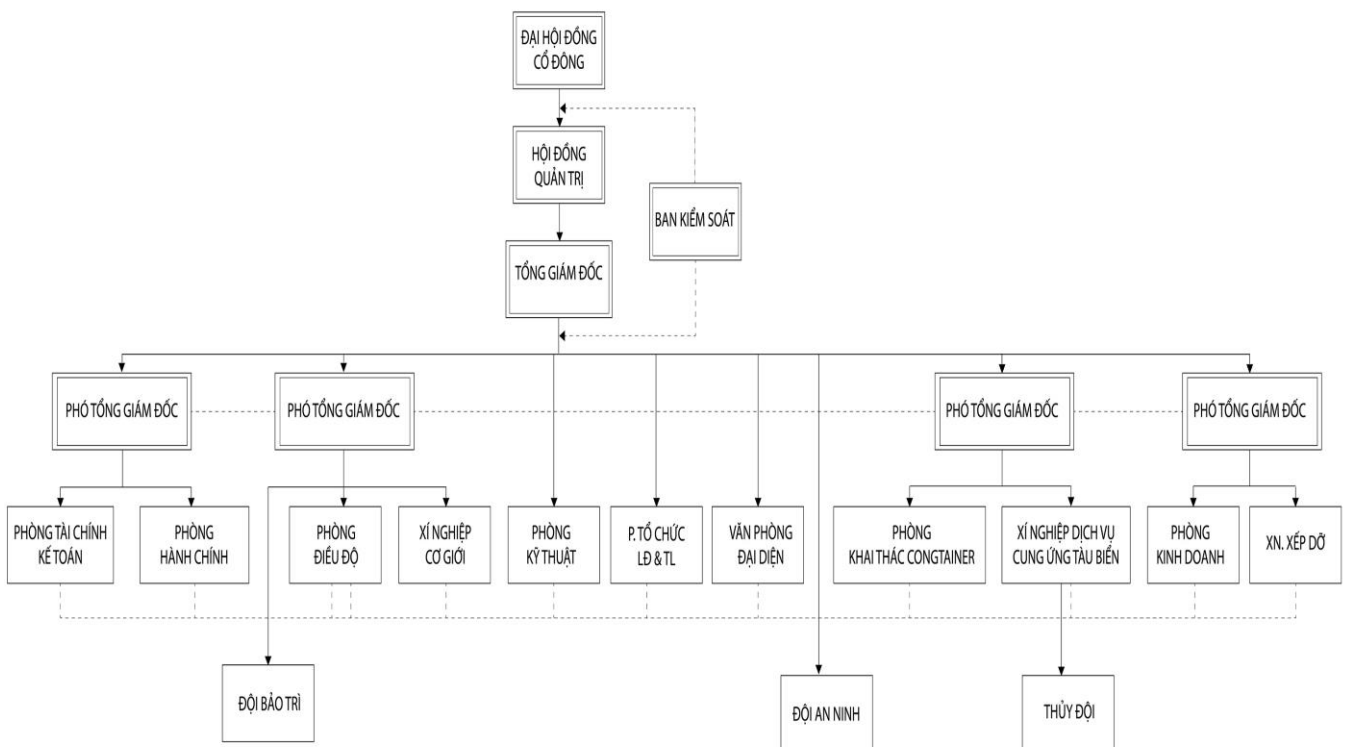 ĐẠI HỘI ĐỒNG
CỔ ĐÔNG
HỘI ĐỒNG
QUẢN TRỊ
BAN KIỂM SOÁT
TỔNG GIÁM ĐỐC
PHÓ TỔNG GIÁM ĐỐC
PHÓ TỔNG GIÁM ĐỐC
PHÓ TỔNG GIÁM ĐỐC
PHÓ TỔNG GIÁM ĐỐC
PHÒNG TÀI CHÍNH
KẾ TOÁN
PHÒNG
HÀNH CHÍNH
PHÒNG
ĐIỀU ĐỘ
XÍ NGHIỆP
CƠ GIỚI
PHÒNG
KỸ THUẬT
P. TỔ CHỨC
LĐ & TL
VĂN PHÒNG
ĐẠI DIỆN
PHÒNG
KHAI THÁC CONGTAINER
XÍ NGHIỆP DỊCH VỤ
CUNG ỨNG TÀU BIỂN
PHÒNG
KINH DOANH
XN. XẾP DỠ
ĐỘI BẢO TRÌ
ĐỘI AN NINH
THỦY ĐỘI